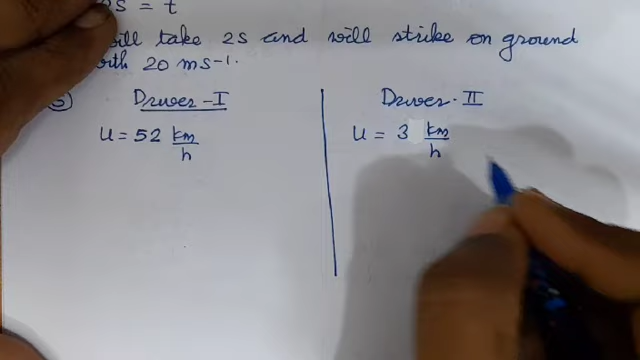 2s = t
will take 2s and will strike on ground
with 20 ms-1.
Driver-I Driver-II
u = 52 km/h u = 3 km/h